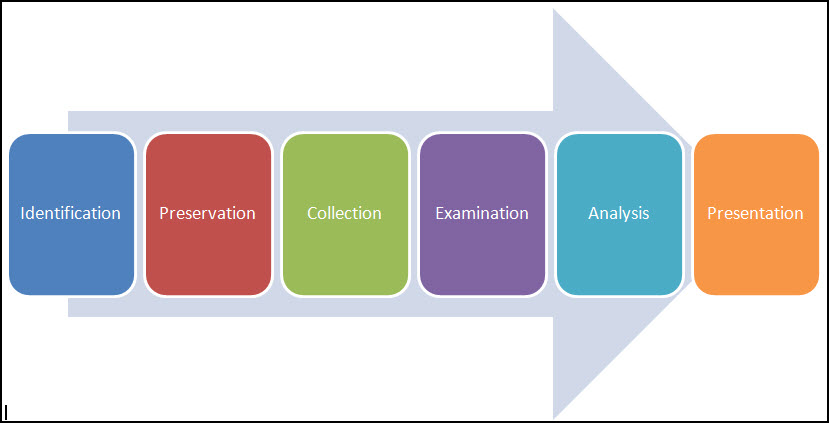 Identification
Preservation
Collection
Examination
Analysis
Presentation